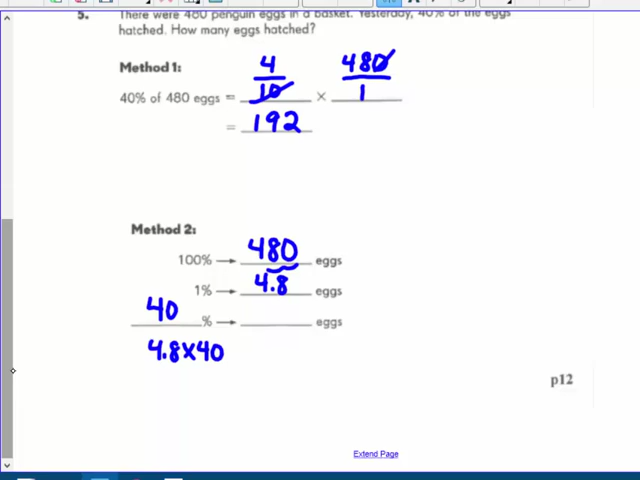 5. There were 480 penguin eggs in a basket. Yesterday, 40% of the eggs
hatched. How many eggs hatched?
Method 1:
40% of 480 eggs = 4/10 × 480/1
= 192
Method 2:
100% → 480 eggs
1% → 4.8 eggs
40 % → ______ eggs
4.8x40
p12
Extend Page